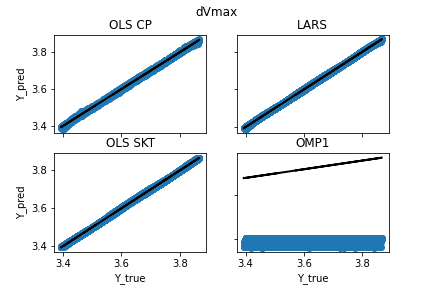 dVmax
OLS CP
LARS
3.8
3.6
3.4
Y_pred
OLS SKT
OMP1
3.8
3.6
3.4
Y_pred
3.4
3.6
3.8
3.4
3.6
3.8
Y_true
Y_true